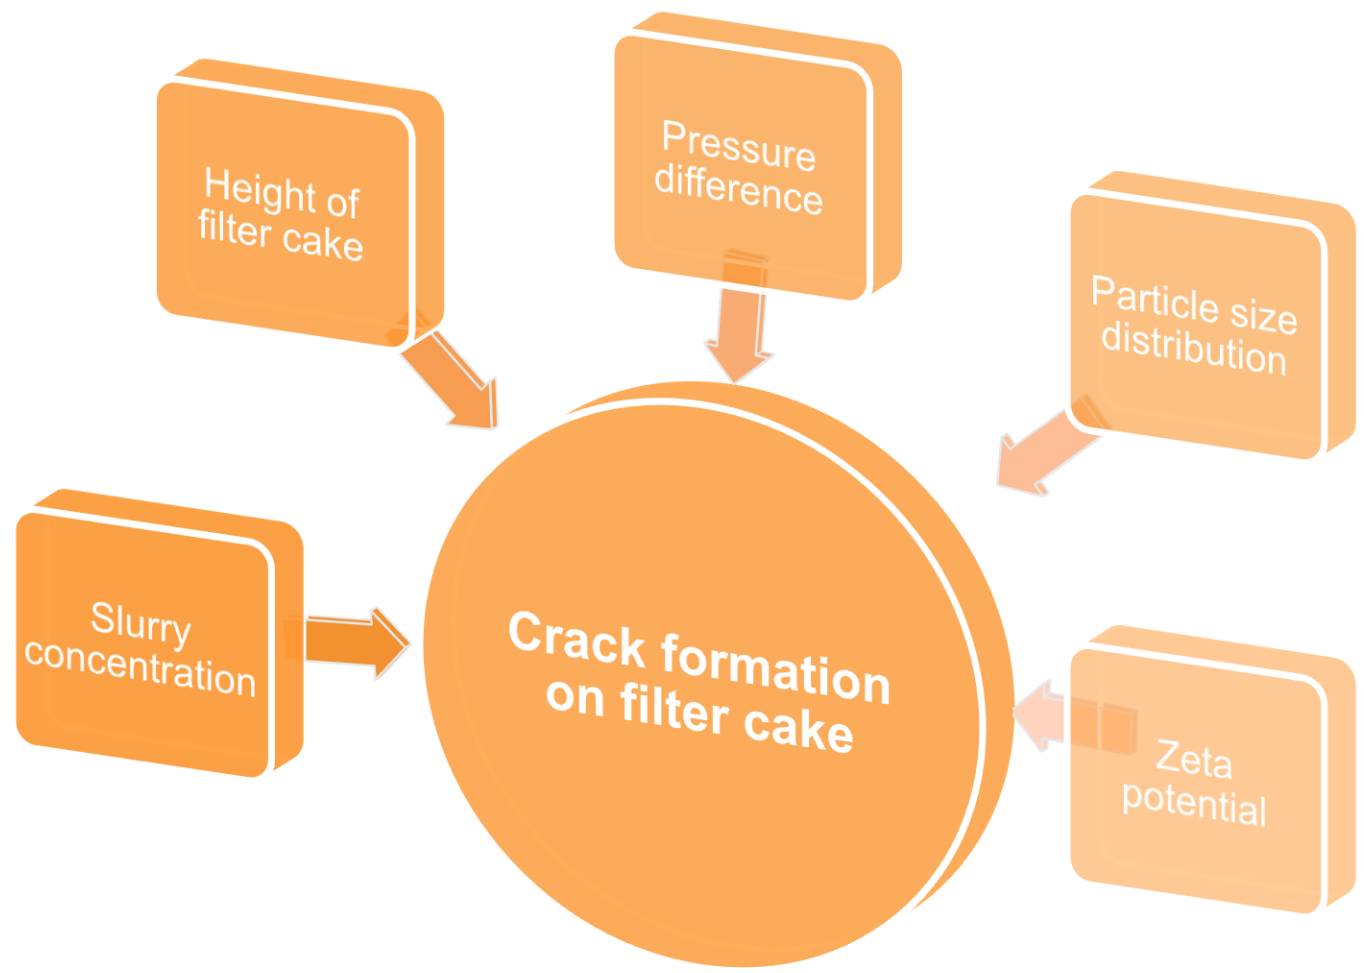 Height of
filter cake
Pressure
difference
Particle size
distribution
Slurry
concentration
Crack formation
on filter cake
Zeta
potential